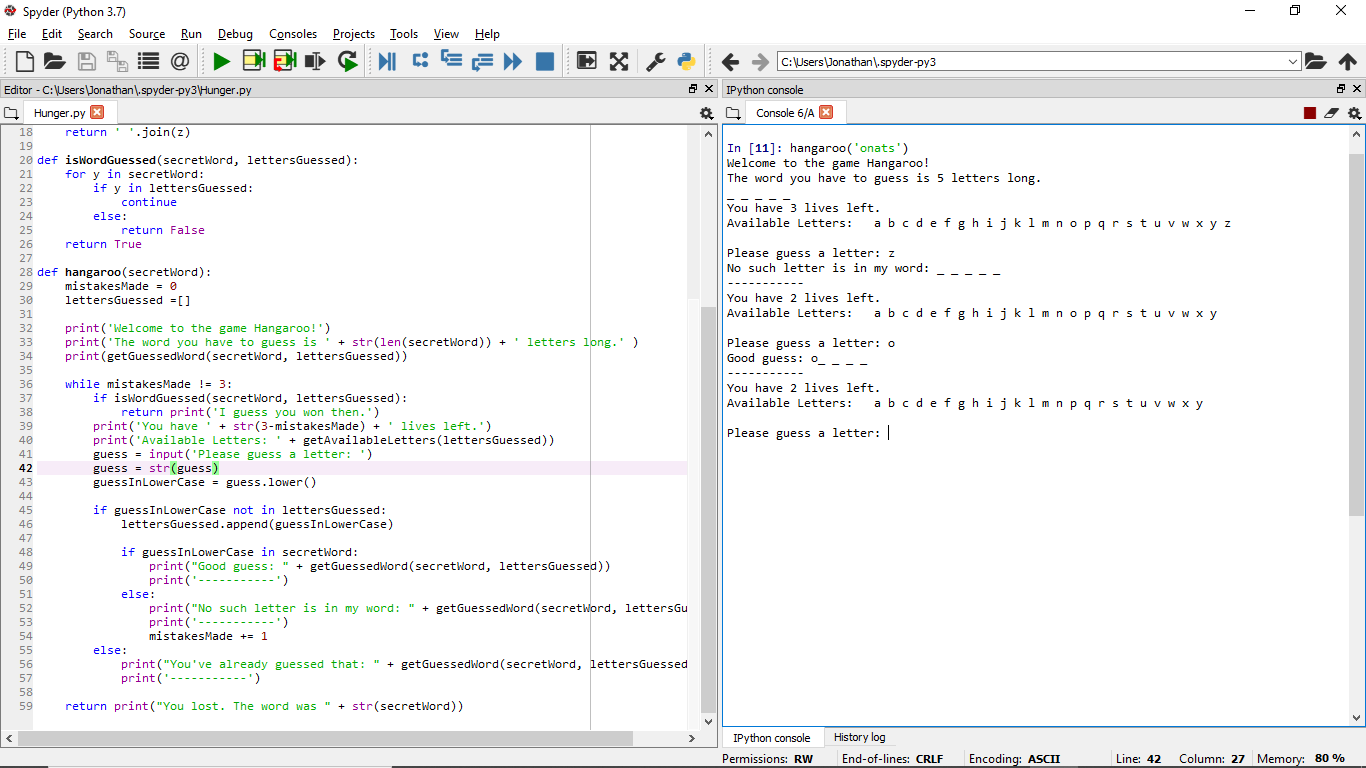 Spyder (Python 3.7)
File Edit Search Source Run Debug Consoles Projects Tools View Help
C:\Users\Jonathan\.spyder-py3
Editor - C:\Users\Jonathan\.spyder-py3\Hunger.py
Hunger.py
18     return ' '.join(z)
19
20 def isWordGuessed(secretWord, lettersGuessed):
21     for y in secretWord:
22         if y in lettersGuessed:
23             continue
24         else:
25             return False
26     return True
27
28 def hangaroo(secretWord):
29     mistakesMade = 0
30     lettersGuessed =[]
31
32     print('Welcome to the game Hangaroo!')
33     print('The word you have to guess is ' + str(len(secretWord)) + ' letters long.' )
34     print(getGuessedWord(secretWord, lettersGuessed))
35
36     while mistakesMade != 3:
37         if isWordGuessed(secretWord, lettersGuessed):
38             return print('I guess you won then.')
39         print('You have ' + str(3-mistakesMade) + ' lives left.')
40         print('Available Letters: ' + getAvailableLetters(lettersGuessed))
41         guess = input('Please guess a letter: ')
42         guess = str(guess)
43         guessInLowerCase = guess.lower()
44
45         if guessInLowerCase not in lettersGuessed:
46             lettersGuessed.append(guessInLowerCase)
47
48             if guessInLowerCase in secretWord:
49                 print("Good guess: " + getGuessedWord(secretWord, lettersGuessed))
50                 print('-----------')
51             else:
52                 print("No such letter is in my word: " + getGuessedWord(secretWord, lettersGu
53                 print('-----------')
54                 mistakesMade += 1
55         else:
56             print("You've already guessed that: " + getGuessedWord(secretWord, lettersGuessed
57             print('-----------')
58
59     return print("You lost. The word was " + str(secretWord))
IPython console
Console 6/A
In [11]: hangaroo('onats')
Welcome to the game Hangaroo!
The word you have to guess is 5 letters long.
_ _ _ _ _
You have 3 lives left.
Available Letters:   a b c d e f g h i j k l m n o p q r s t u v w x y z
Please guess a letter: z
No such letter is in my word: _ _ _ _ _
-----------
You have 2 lives left.
Available Letters:   a b c d e f g h i j k l m n o p q r s t u v w x y
Please guess a letter: o
Good guess: o_ _ _ _
-----------
You have 2 lives left.
Available Letters:   a b c d e f g h i j k l m n p q r s t u v w x y
Please guess a letter:
IPython console History log
Permissions: RW End-of-lines: CRLF Encoding: ASCII Line: 42 Column: 27 Memory: 80 %